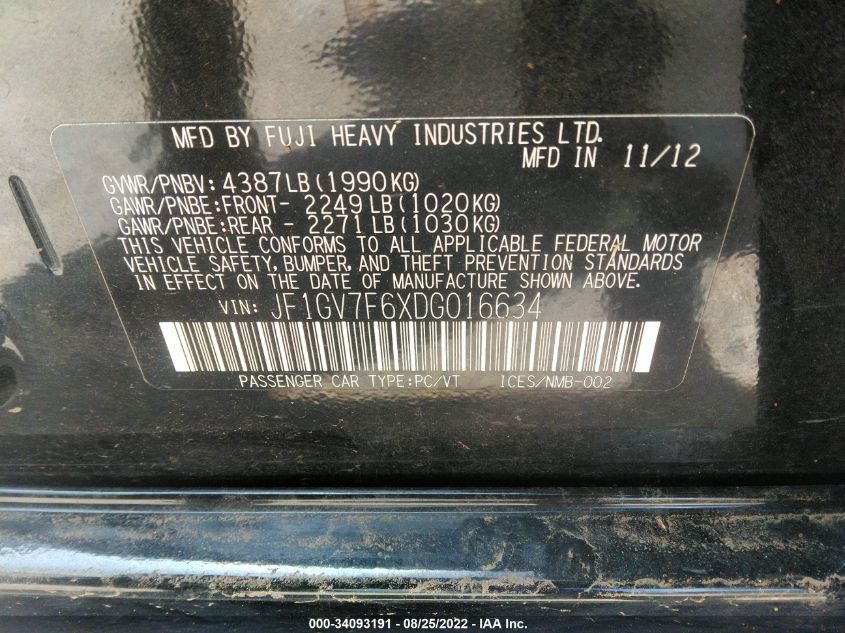 MFD BY FUJI HEAVY INDUSTRIES LTD.
MFD IN 11/12
GVWR/PNBV: 4387LB(1990KG)
GAWR/PNBE:FRONT- 2249LB(1020KG)
GAWR/PNBE:REAR - 2271LB(1030KG)
THIS VEHICLE CONFORMS TO ALL APPLICABLE FEDERAL MOTOR
VEHICLE SAFETY, BUMPER, AND THEFT PREVENTION STANDARDS
IN EFFECT ON THE DATE OF MANUFACTURE SHOWN ABOVE.
VIN: JF1GV7F6XDG016634
PASSENGER CAR TYPE:PC/VT ICES/NMB-002
000-34093191 - 08/25/2022 - IAA Inc.